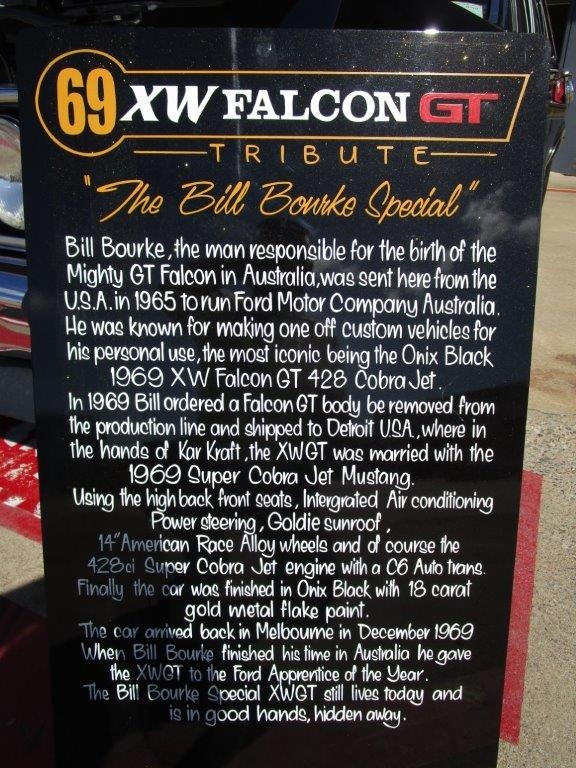 69 XW FALCON GT
TRIBUTE
"The Bill Bourke Special"
Bill Bourke, the man responsible for the birth of the
Mighty GT Falcon in Australia, was sent here from the
U.S.A. in 1965 to run Ford Motor Company Australia.
He was known for making one off custom vehicles for
his personal use, the most iconic being the Onix Black
1969 XW Falcon GT 428 Cobra Jet.
In 1969 Bill ordered a Falcon GT body be removed from
the production line and shipped to Detroit U.S.A., where in
the hands of Kar Kraft, the XWGT was married with the
1969 Super Cobra Jet Mustang.
Using the high back front seats, Intergrated Air conditioning
Power steering, Goldie sunroof,
14" American Race Alloy wheels and of course the
428ci Super Cobra Jet engine with a C6 Auto trans.
Finally the car was finished in Onix Black with 18 carat
gold metal flake paint.
The car arrived back in Melbourne in December 1969
When Bill Bourke finished his time in Australia he gave
the XWGT to the Ford Apprentice of the Year.
The Bill Bourke Special XWGT still lives today and
is in good hands, hidden away.